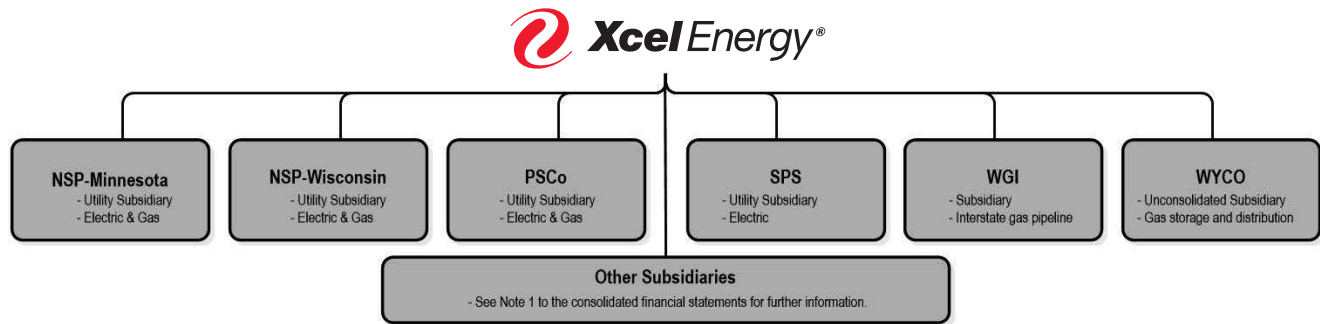 Xcel Energy®
NSP-Minnesota
- Utility Subsidiary
- Electric & Gas
NSP-Wisconsin
- Utility Subsidiary
- Electric & Gas
PSCo
- Utility Subsidiary
- Electric & Gas
SPS
- Utility Subsidiary
- Electric
WGI
- Subsidiary
- Interstate gas pipeline
WYCO
- Unconsolidated Subsidiary
- Gas storage and distribution
Other Subsidiaries
- See Note 1 to the consolidated financial statements for further information.